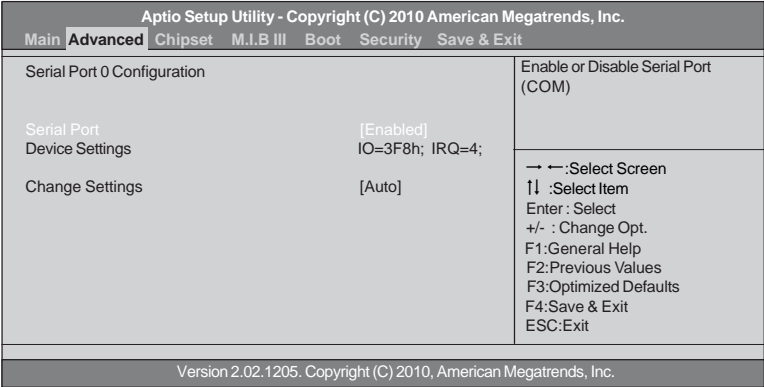 Aptio Setup Utility - Copyright (C) 2010 American Megatrends, Inc.
Main Advanced Chipset M.I.B III Boot Security Save & Exit
Serial Port 0 Configuration
Serial Port [Enabled]
Device Settings IO=3F8h; IRQ=4;
Change Settings [Auto]
Enable or Disable Serial Port
(COM)
→ ←:Select Screen
↑↓ :Select Item
Enter : Select
+/- : Change Opt.
F1:General Help
F2:Previous Values
F3:Optimized Defaults
F4:Save & Exit
ESC:Exit
Version 2.02.1205. Copyright (C) 2010, American Megatrends, Inc.